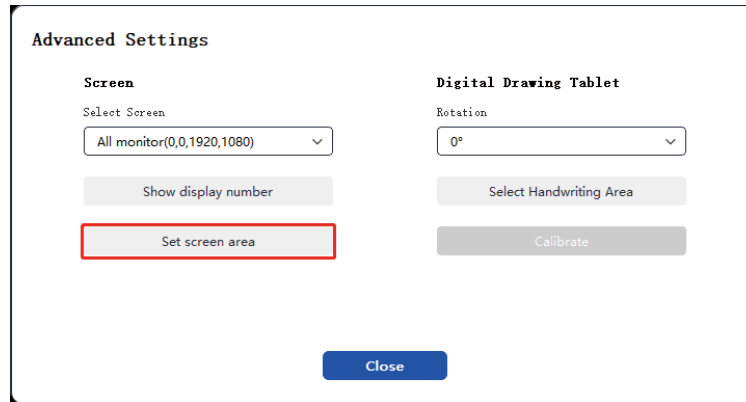 Advanced Settings
Screen
Select Screen
All monitor(0,0,1920,1080)
Show display number
Set screen area
Digital Drawing Tablet
Rotation
0°
Select Handwriting Area
Calibrate
Close